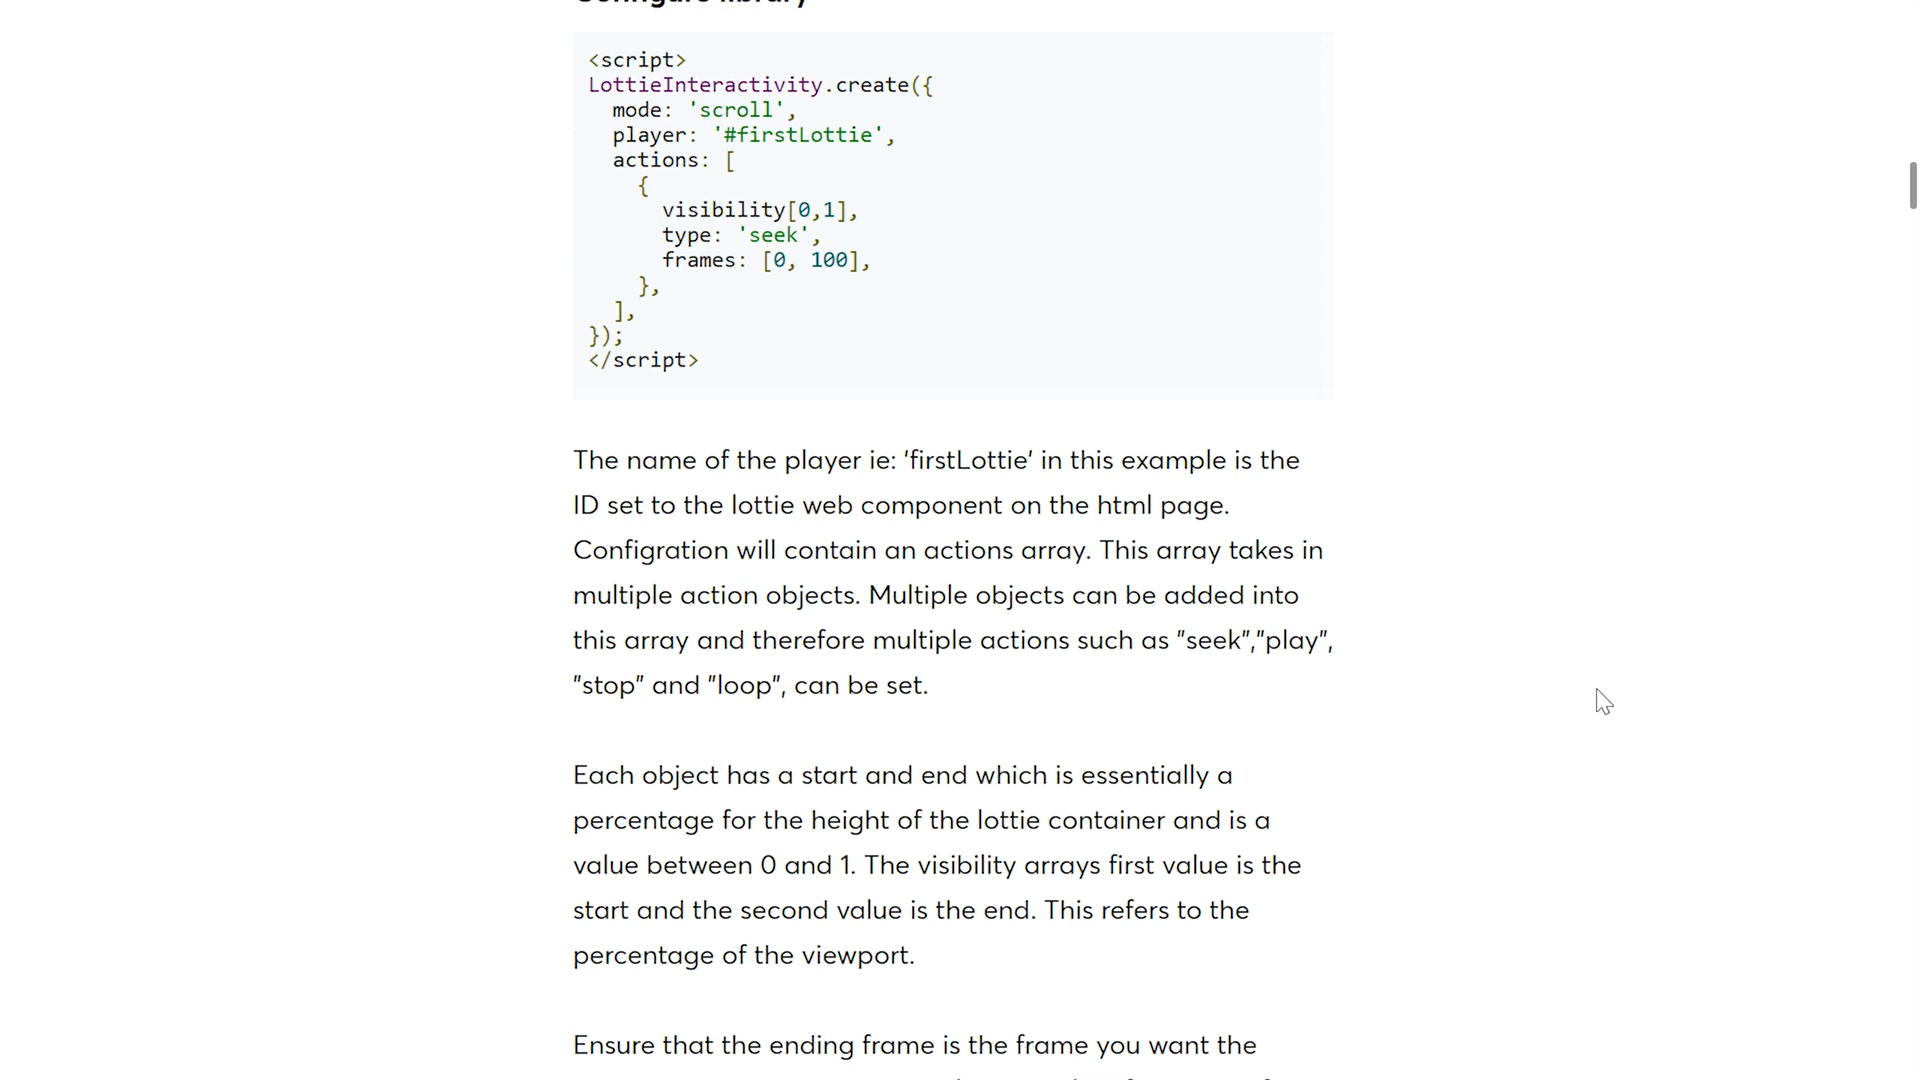 Configure library
<script>
LottieInteractivity.create({
  mode: 'scroll',
  player: '#firstLottie',
  actions: [
    {
      visibility[0,1],
      type: 'seek',
      frames: [0, 100],
    },
  ],
});
</script>
The name of the player ie: 'firstLottie' in this example is the
ID set to the lottie web component on the html page.
Configration will contain an actions array. This array takes in
multiple action objects. Multiple objects can be added into
this array and therefore multiple actions such as "seek","play",
"stop" and "loop", can be set.
Each object has a start and end which is essentially a
percentage for the height of the lottie container and is a
value between 0 and 1. The visibility arrays first value is the
start and the second value is the end. This refers to the
percentage of the viewport.
Ensure that the ending frame is the frame you want the